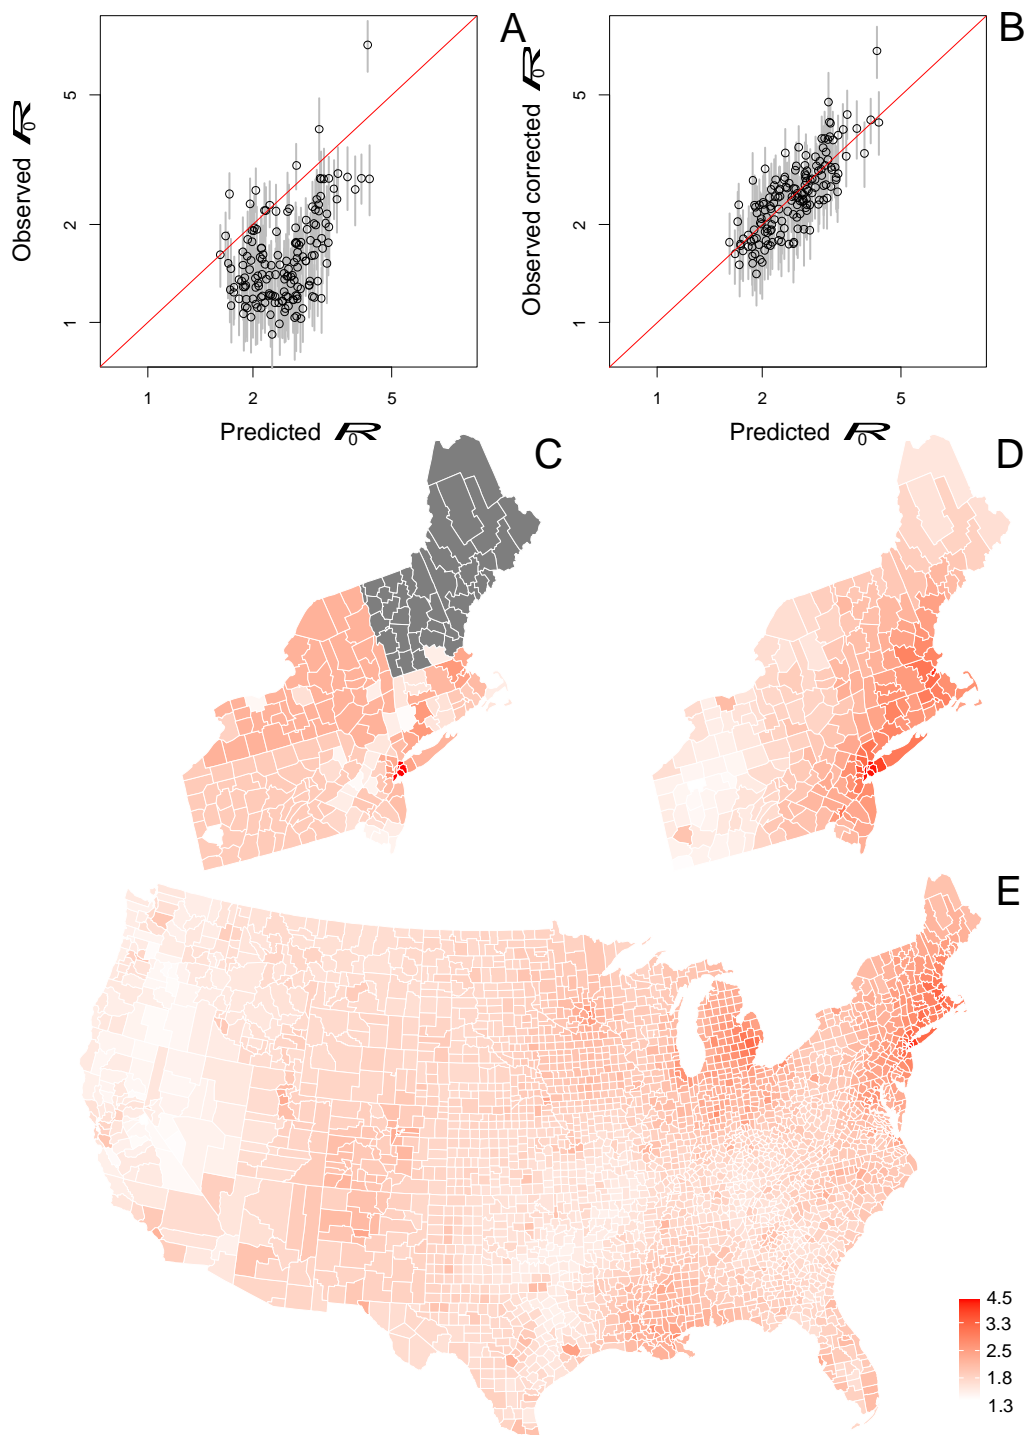 A
Observed R0
5
2
1
1 2 5
Predicted R0
B
Observed corrected R0
5
2
1
1 2 5
Predicted R0
C
D
E
4.5
3.3
2.5
1.8
1.3